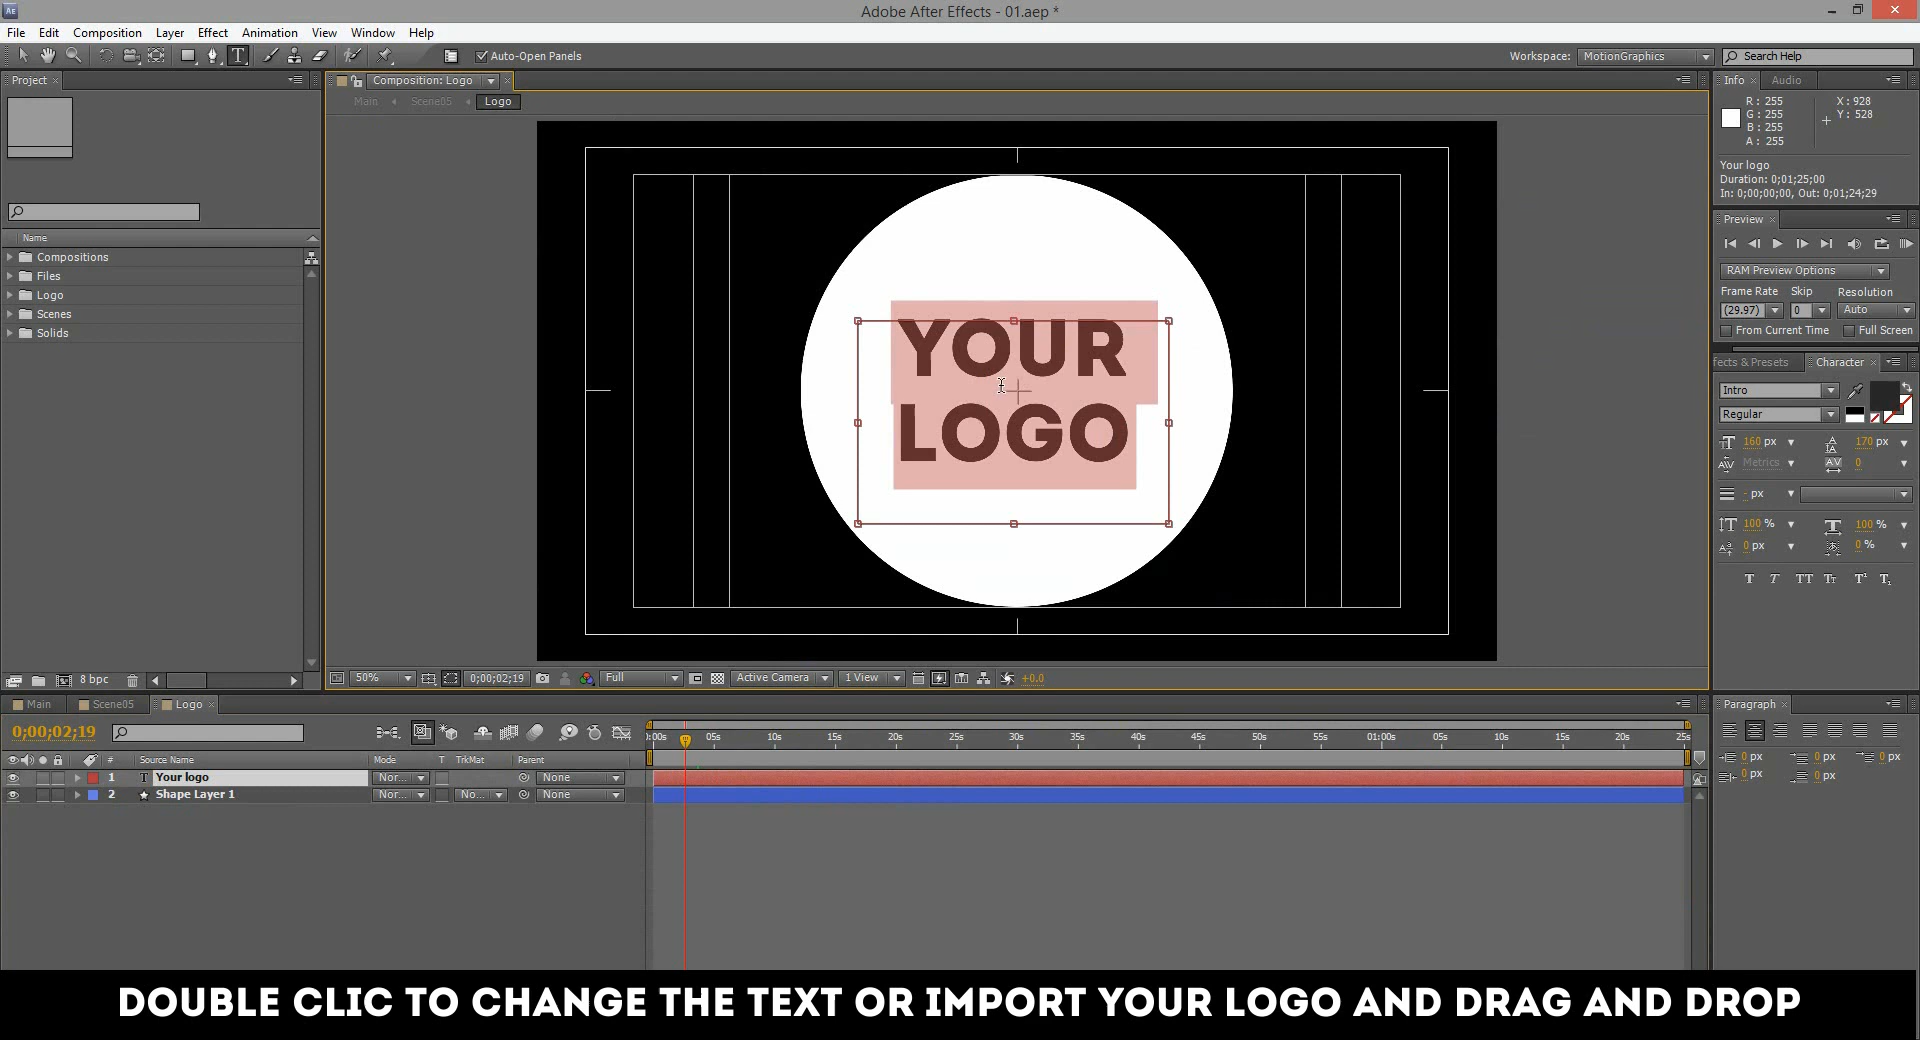 Adobe After Effects - 01.aep *
File Edit Composition Layer Effect Animation View Window Help
Auto-Open Panels
Workspace: MotionGraphics
Search Help
Project
Composition: Logo
Main Scene05 Logo
Info Audio
R: 255
G: 255
B: 255
A: 255
X: 928
Y: 528
Your logo
Duration: 0;01;25;00
In: 0;00;00;00, Out: 0;01;24;29
Preview
RAM Preview Options
Frame Rate Skip Resolution
(29.97) 0 Auto
From Current Time Full Screen
fects & Presets Character
Intro
Regular
160 px 170 px
Metrics 0
- px
100 % 100 %
0 px 0 %
T T TT Tт T¹ T₁
Name
Compositions
Files
Logo
Scenes
Solids
8 bpc
YOUR
LOGO
50% 0;00;02;19 Full Active Camera 1 View +0.0
Main Scene05 Logo
0;00;02;19
# Source Name Mode T TrkMat Parent
1 T Your logo Nor... None
2 Shape Layer 1 Nor... No... None
):00s 05s 10s 15s 20s 25s 30s 35s 40s 45s 50s 55s 01:00s 05s 10s 15s 20s 25s
Paragraph
0 px 0 px 0 px
0 px 0 px
DOUBLE CLIC TO CHANGE THE TEXT OR IMPORT YOUR LOGO AND DRAG AND DROP